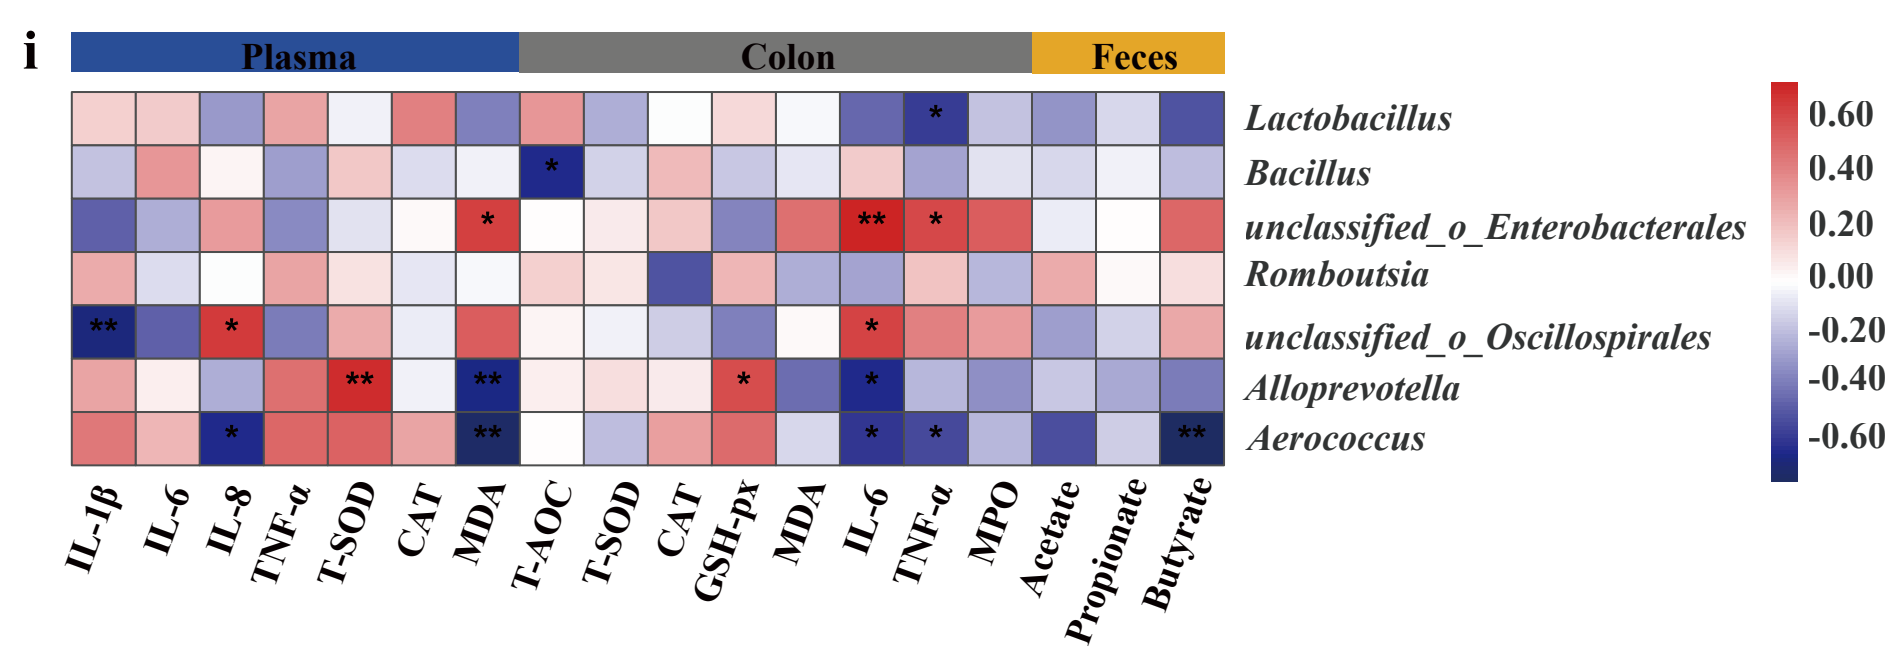 i
Plasma Colon Feces
* Lactobacillus
* Bacillus
* ** * unclassified_o_Enterobacterales
Romboutsia
** * * unclassified_o_Oscillospirales
** ** * * Alloprevotella
* ** * * ** Aerococcus
0.60
0.40
0.20
0.00
-0.20
-0.40
-0.60
IL-1β IL-6 IL-8 TNF-α T-SOD CAT MDA T-AOC T-SOD CAT GSH-px MDA IL-6 TNF-α MPO Acetate Propionate Butyrate